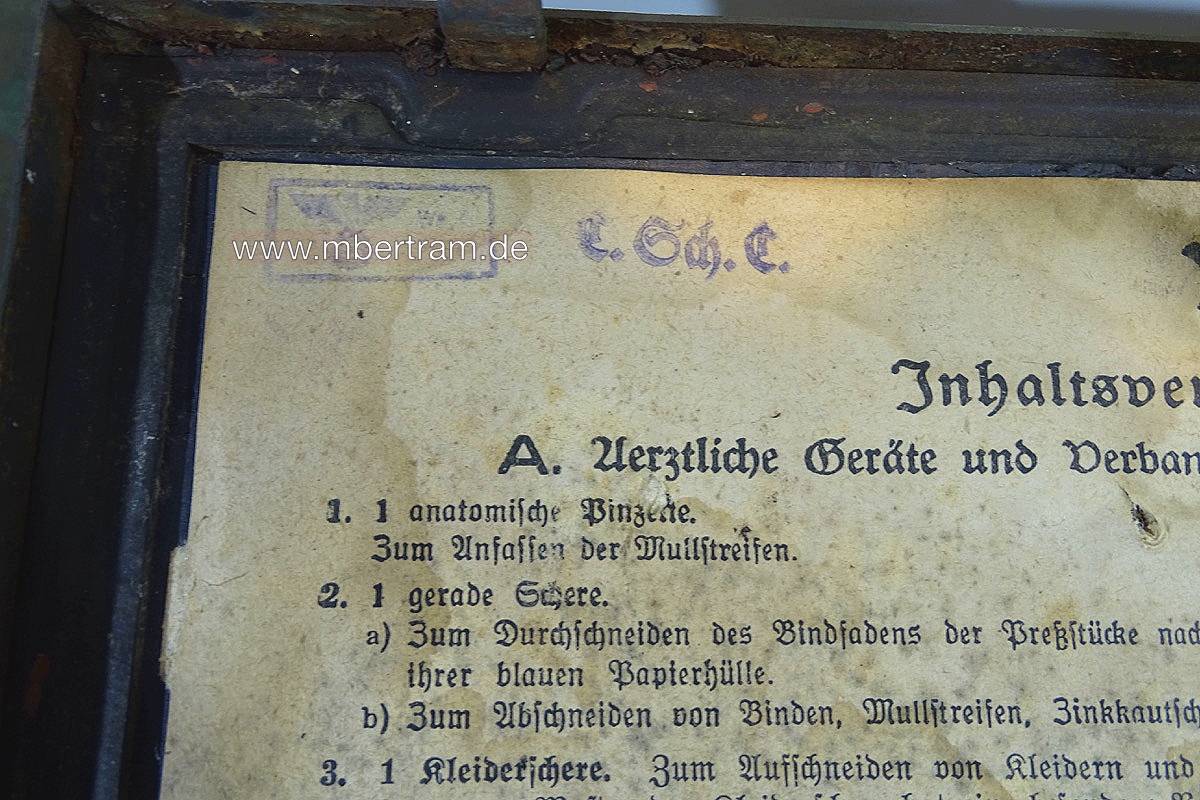 www.mbertram.de
L. Sch. C.
Inhaltsver
A. Aerztliche Geräte und Verban
1. 1 anatomische Pinzette.
Zum Anfassen der Mullstreifen.
2. 1 gerade Schere.
a) Zum Durchschneiden des Bindfadens der Preßstücke nach
ihrer blauen Papierhülle.
b) Zum Abschneiden von Binden, Mullstreifen, Zinkkautsch
3. 1 Kleiderschere. Zum Aufschneiden von Kleidern und